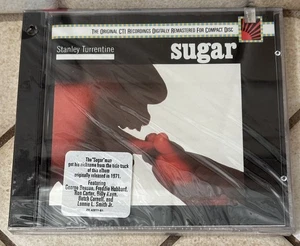 THE ORIGINAL CTI RECORDINGS DIGITALLY REMASTERED FOR COMPACT DISC
Stanley Turrentine
sugar
The "Sugar" man
got his nickname from the title track
of this album
originally released in 1971.
Featuring
George Benson, Freddie Hubbard,
Ron Carter, Billy Kaye,
Butch Cornell, and
Lonnie L. Smith Jr.